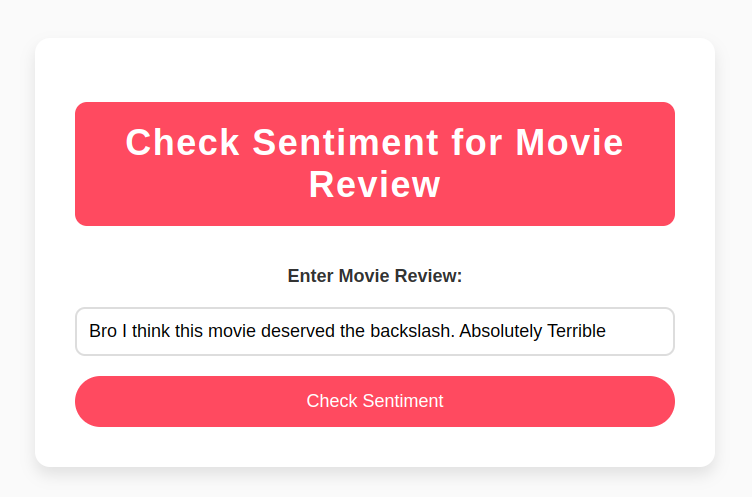 Check Sentiment for Movie
Review
Enter Movie Review:
Bro I think this movie deserved the backslash. Absolutely Terrible
Check Sentiment